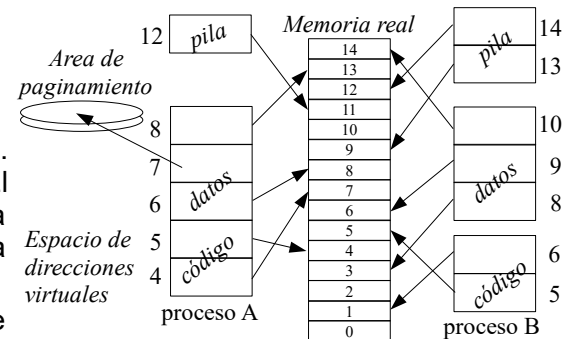 Area de
paginamiento
12
pila
8
7
6
5
4
datos
código
Espacio de
direcciones
virtuales
proceso A
Memoria real
14
13
12
11
10
9
8
7
6
5
4
3
2
1
0
pila
14
13
10
9
8
datos
6
5
código
proceso B
.
l
a
a
e